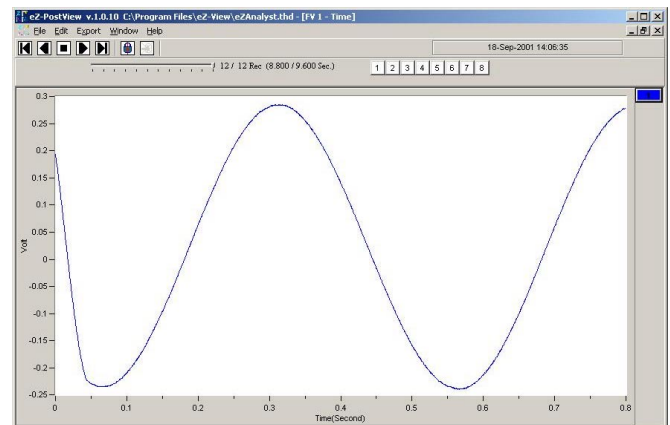 eZ-PostView v.1.0.10 C:\Program Files\eZ-View\eZAnalyst.thd - [FV 1 - Time]
File Edit Export Window Help
18-Sep-2001 14:06:35
12 / 12 Rec (8.800 / 9.600 Sec.)
1 2 3 4 5 6 7 8
0.3
0.25
0.2
0.15
0.1
0.05
0
-0.05
-0.1
-0.15
-0.2
-0.25
Volt
0 0.1 0.2 0.3 0.4 0.5 0.6 0.7 0.8
Time(Second)